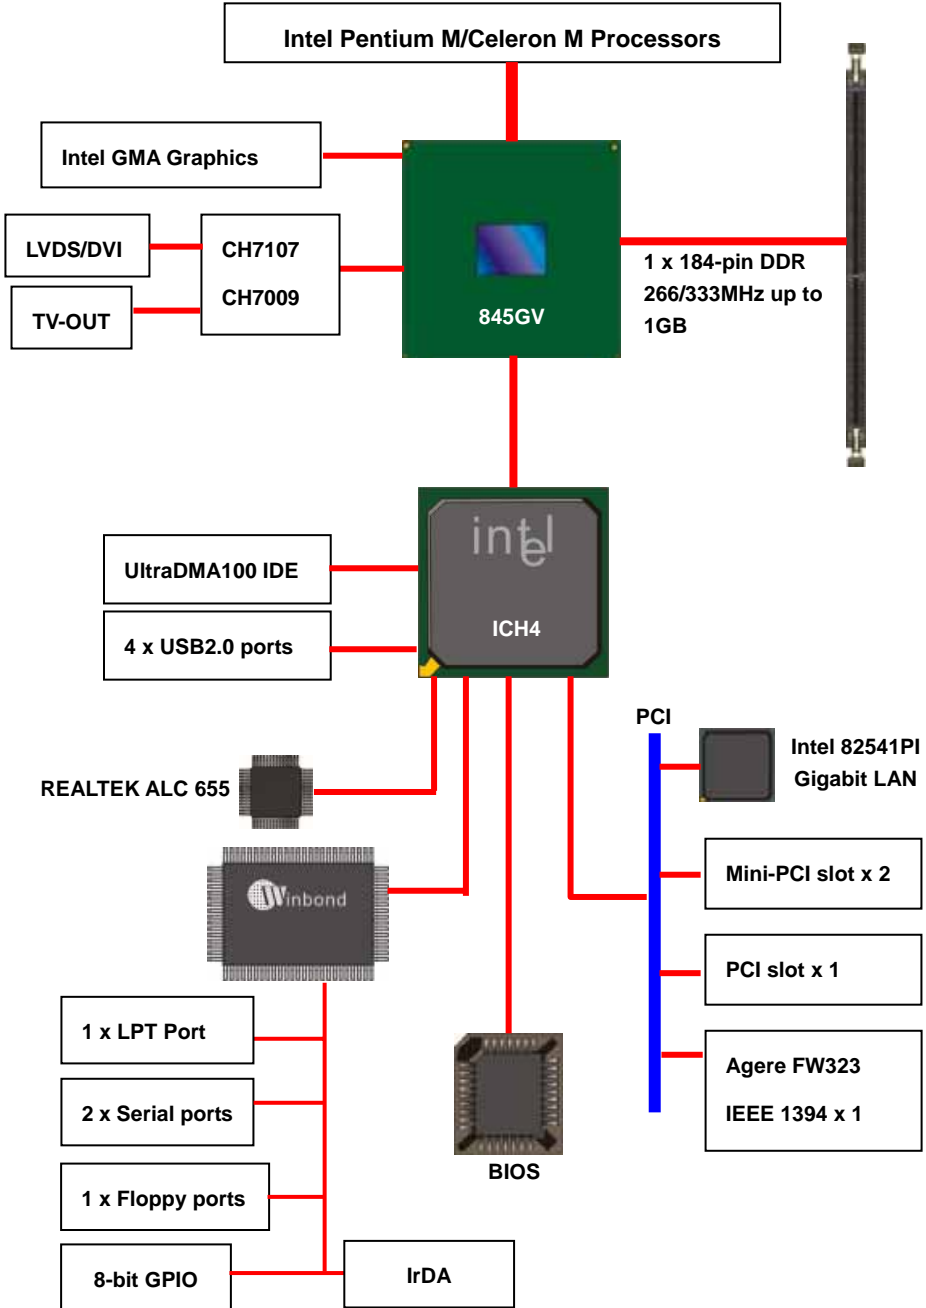 Intel Pentium M/Celeron M Processors
Intel GMA Graphics
LVDS/DVI
CH7107
CH7009
TV-OUT
845GV
1 x 184-pin DDR
266/333MHz up to
1GB
intel
UltraDMA100 IDE
ICH4
4 x USB2.0 ports
PCI
Intel 82541PI
Gigabit LAN
REALTEK ALC 655
Winbond
Mini-PCI slot x 2
PCI slot x 1
1 x LPT Port
Agere FW323
IEEE 1394 x 1
2 x Serial ports
BIOS
1 x Floppy ports
8-bit GPIO
IrDA